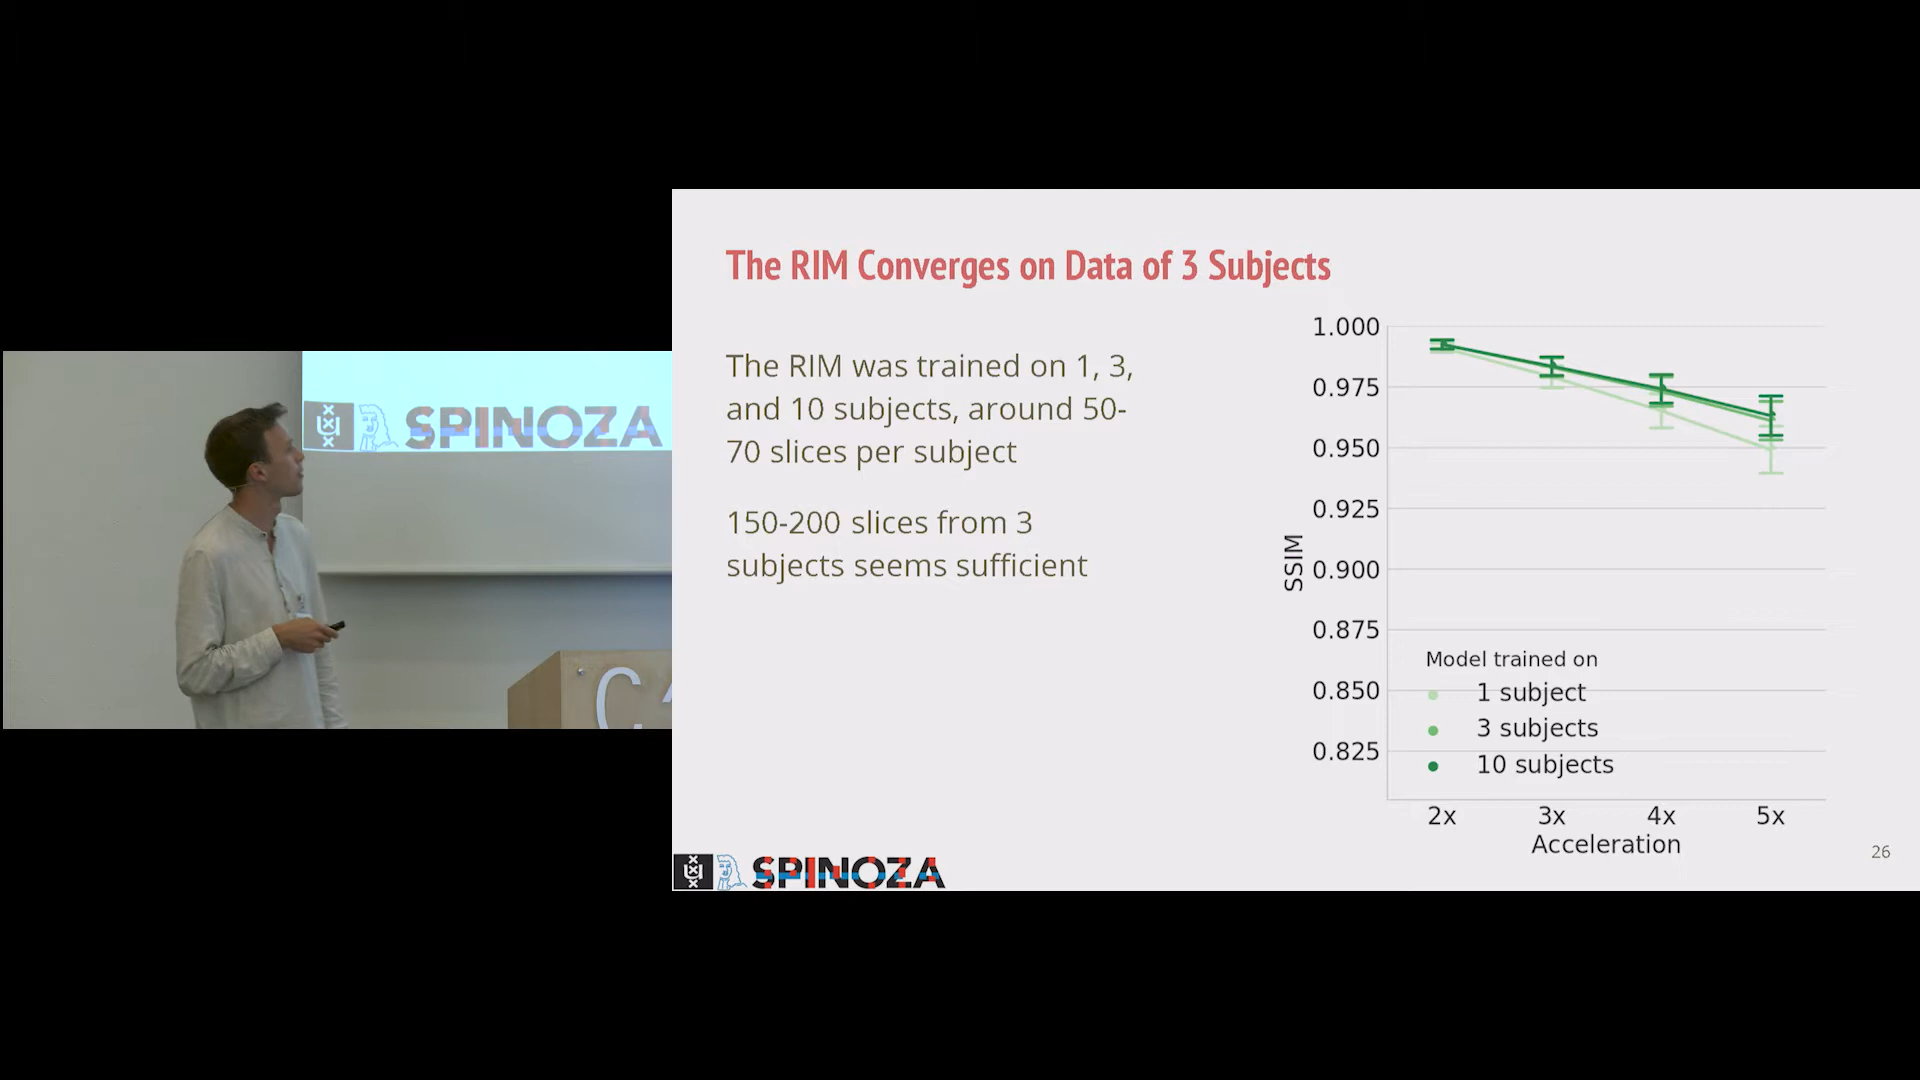 SPINOZA
C
The RIM Converges on Data of 3 Subjects
The RIM was trained on 1, 3,
and 10 subjects, around 50-
70 slices per subject
150-200 slices from 3
subjects seems sufficient
1.000
0.975
0.950
0.925
0.900
0.875
0.850
0.825
SSIM
Model trained on
1 subject
3 subjects
10 subjects
2x 3x 4x 5x
Acceleration
26
SPINOZA